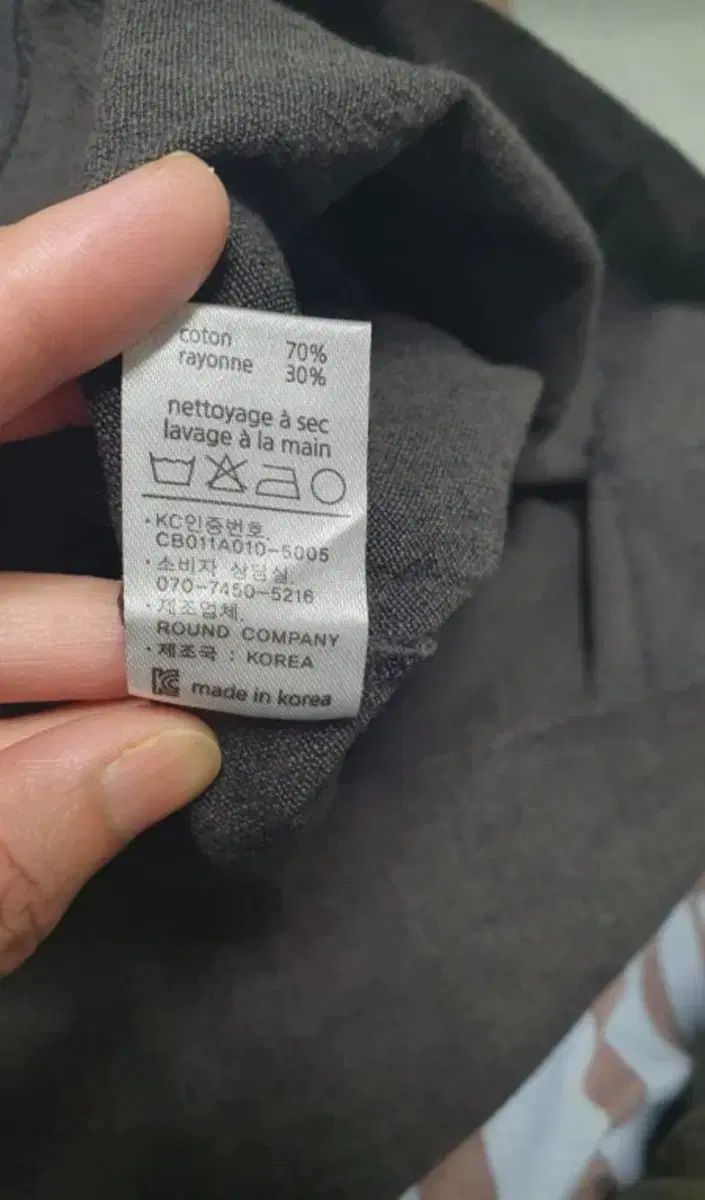 coton 70%
rayonne 30%
nettoyage à sec
lavage à la main
·KC인증번호.
CB011A010-5005
·소비자 상담실.
070-7450-5216
·제조업체.
ROUND COMPANY
·제조국 : KOREA
KC made in korea